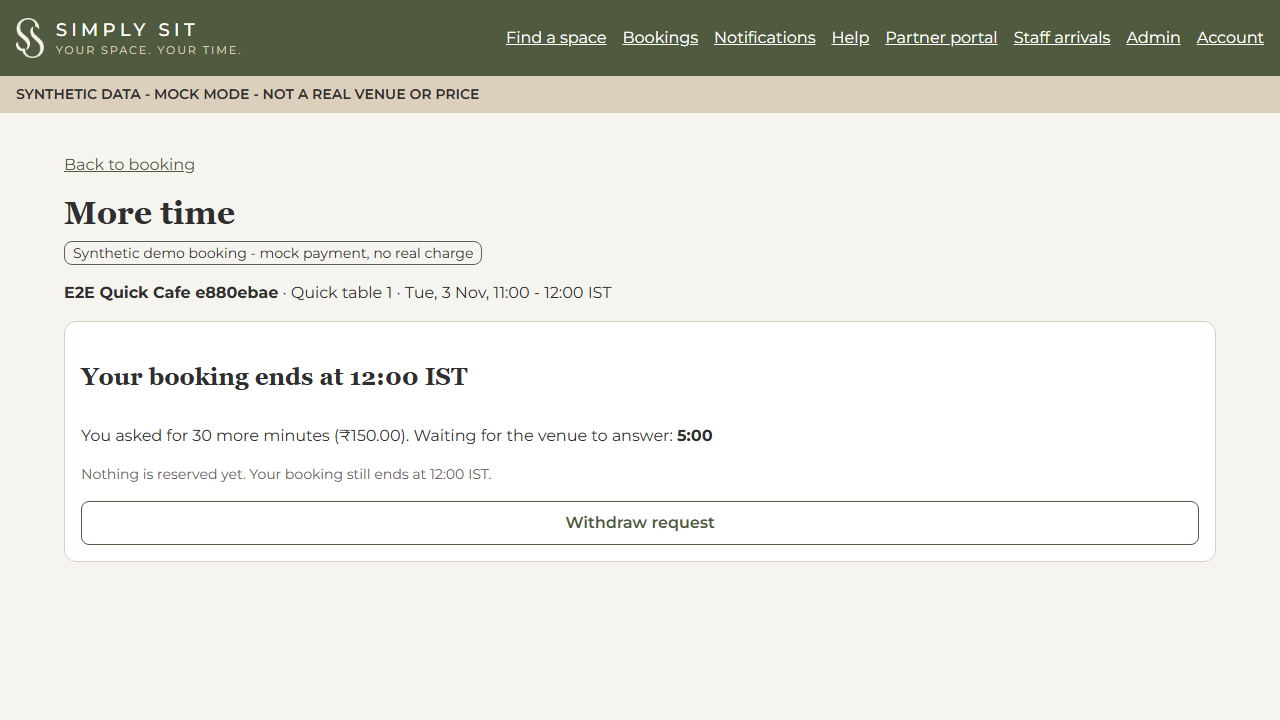 SIMPLY SIT
YOUR SPACE. YOUR TIME.
Find a space Bookings Notifications Help Partner portal Staff arrivals Admin Account
SYNTHETIC DATA - MOCK MODE - NOT A REAL VENUE OR PRICE
Back to booking
More time
Synthetic demo booking - mock payment, no real charge
E2E Quick Cafe e880ebae · Quick table 1 · Tue, 3 Nov, 11:00 - 12:00 IST
Your booking ends at 12:00 IST
You asked for 30 more minutes (₹150.00). Waiting for the venue to answer: 5:00
Nothing is reserved yet. Your booking still ends at 12:00 IST.
Withdraw request